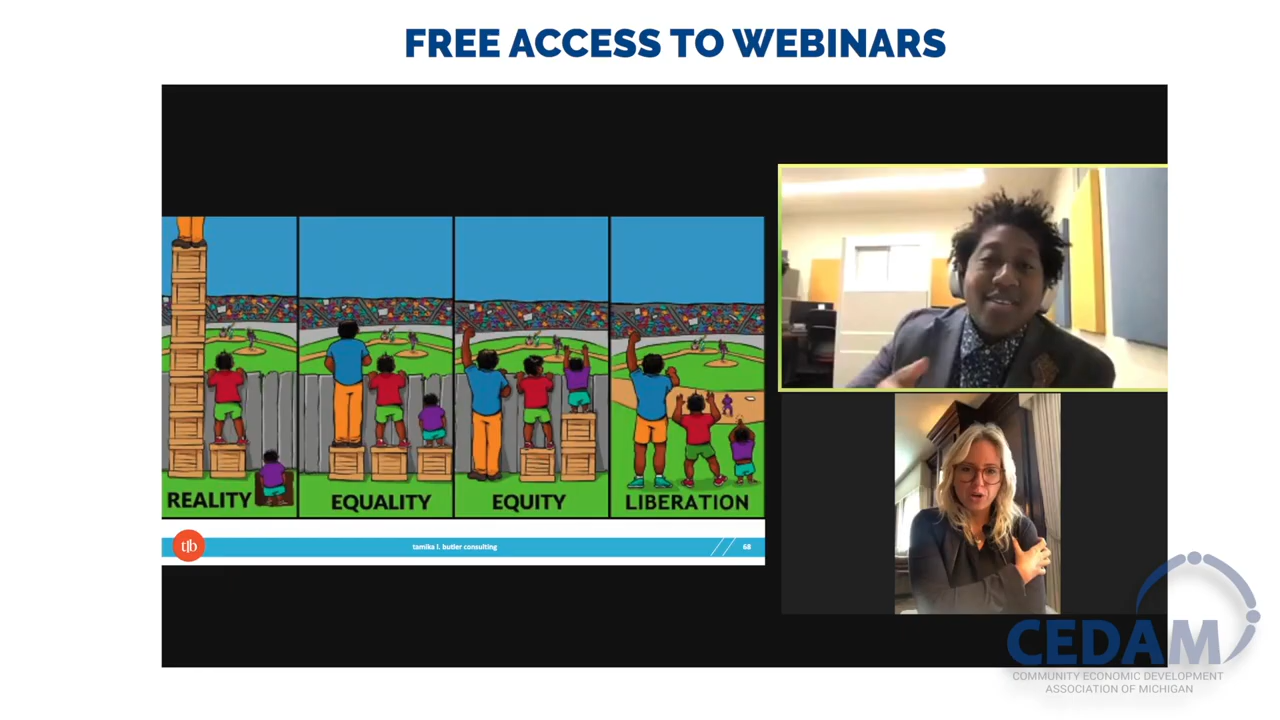 FREE ACCESS TO WEBINARS
REALITY
EQUALITY
EQUITY
LIBERATION
tlb
tamika l. butler consulting
68
CEDAM
COMMUNITY ECONOMIC DEVELOPMENT
ASSOCIATION OF MICHIGAN